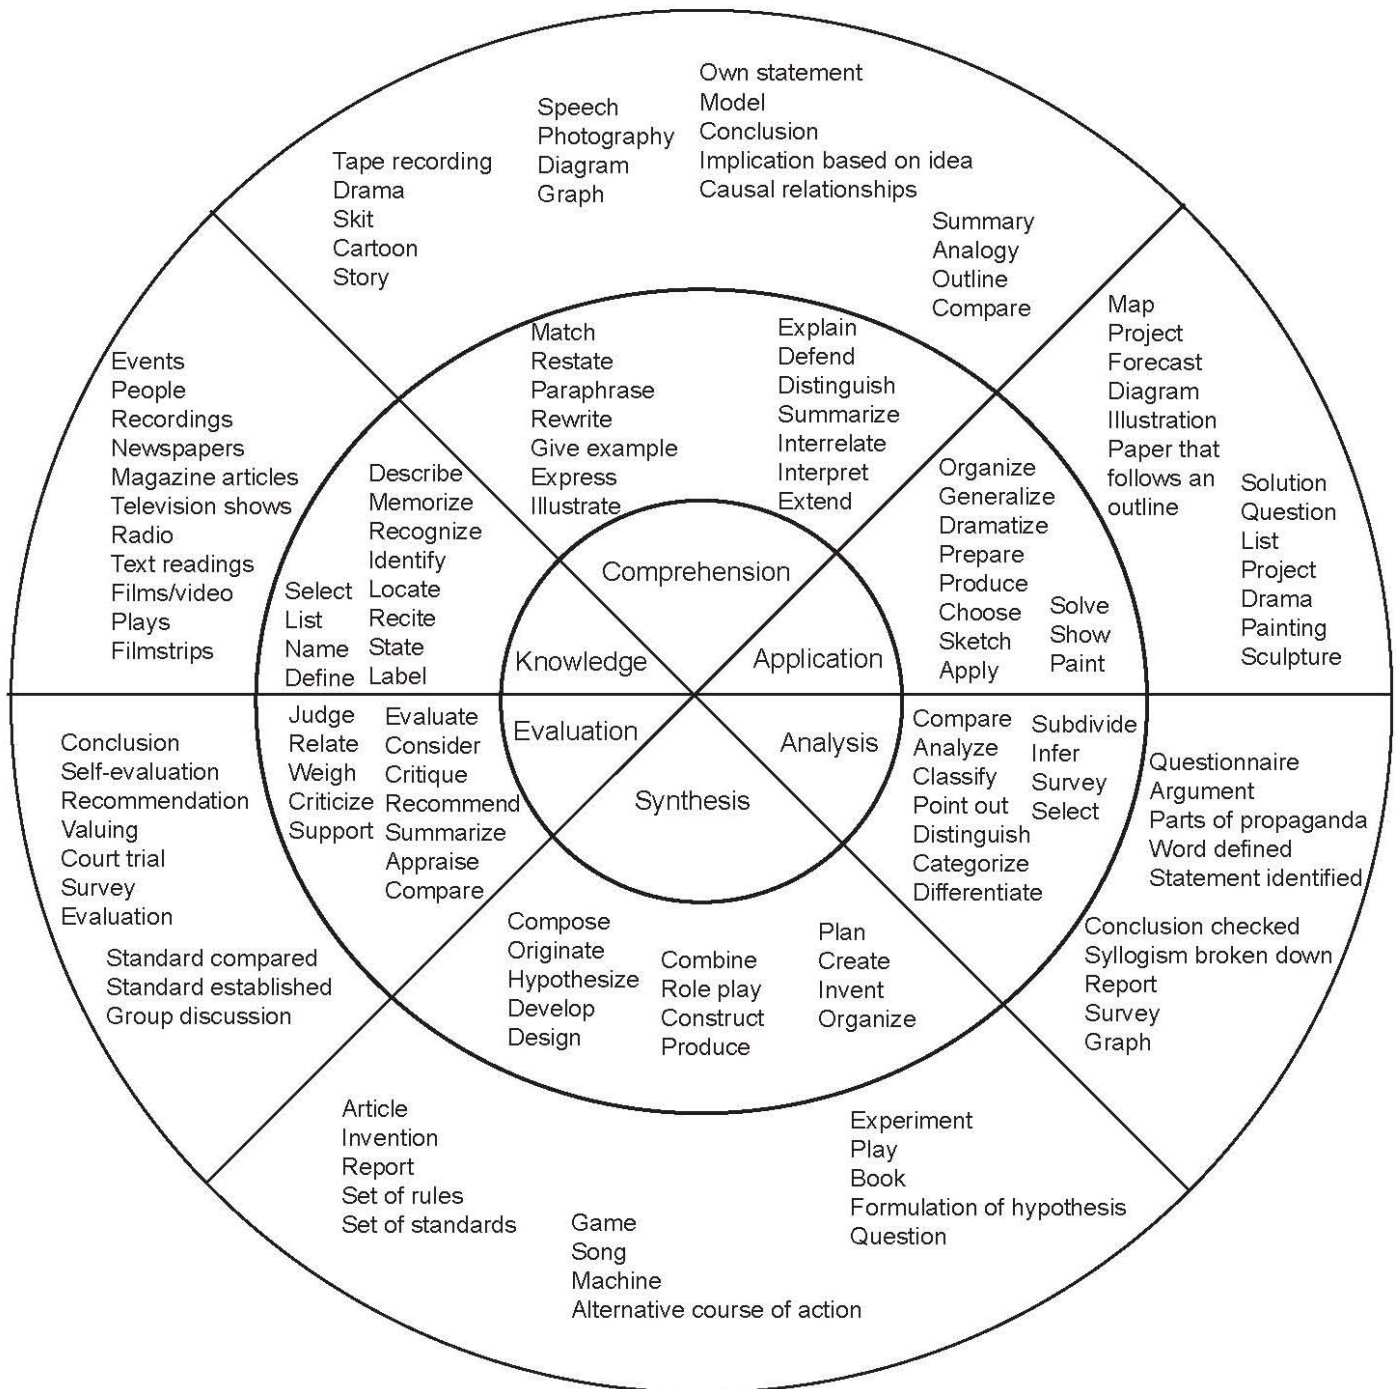 Own statement
Model
Conclusion
Implication based on idea
Causal relationships
Speech
Photography
Diagram
Graph
Tape recording
Drama
Skit
Cartoon
Story
Summary
Analogy
Outline
Compare
Map
Project
Forecast
Diagram
Illustration
Paper that
follows an
outline
Solution
Question
List
Project
Drama
Painting
Sculpture
Events
People
Recordings
Newspapers
Magazine articles
Television shows
Radio
Text readings
Films/video
Plays
Filmstrips
Match
Restate
Paraphrase
Rewrite
Give example
Express
Illustrate
Explain
Defend
Distinguish
Summarize
Interrelate
Interpret
Extend
Describe
Memorize
Recognize
Identify
Locate
Recite
State
Label
Select
List
Name
Define
Organize
Generalize
Dramatize
Prepare
Produce
Choose
Sketch
Apply
Solve
Show
Paint
Comprehension
Knowledge
Application
Evaluation
Analysis
Synthesis
Judge
Relate
Weigh
Criticize
Support
Evaluate
Consider
Critique
Recommend
Summarize
Appraise
Compare
Compare
Analyze
Classify
Point out
Distinguish
Categorize
Differentiate
Subdivide
Infer
Survey
Select
Conclusion
Self-evaluation
Recommendation
Valuing
Court trial
Survey
Evaluation
Standard compared
Standard established
Group discussion
Questionnaire
Argument
Parts of propaganda
Word defined
Statement identified
Conclusion checked
Syllogism broken down
Report
Survey
Graph
Compose
Originate
Hypothesize
Develop
Design
Combine
Role play
Construct
Produce
Plan
Create
Invent
Organize
Article
Invention
Report
Set of rules
Set of standards
Game
Song
Machine
Alternative course of action
Experiment
Play
Book
Formulation of hypothesis
Question